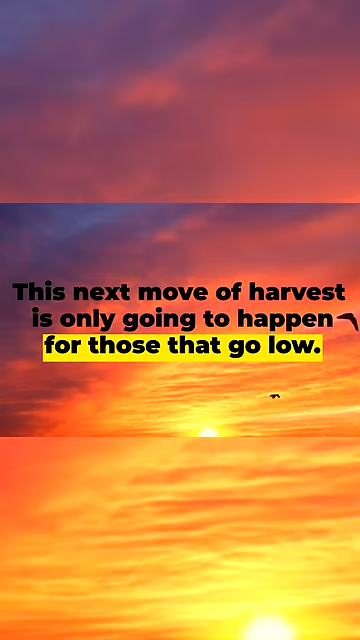 This next move of harvest
is only going to happen
for those that go low.